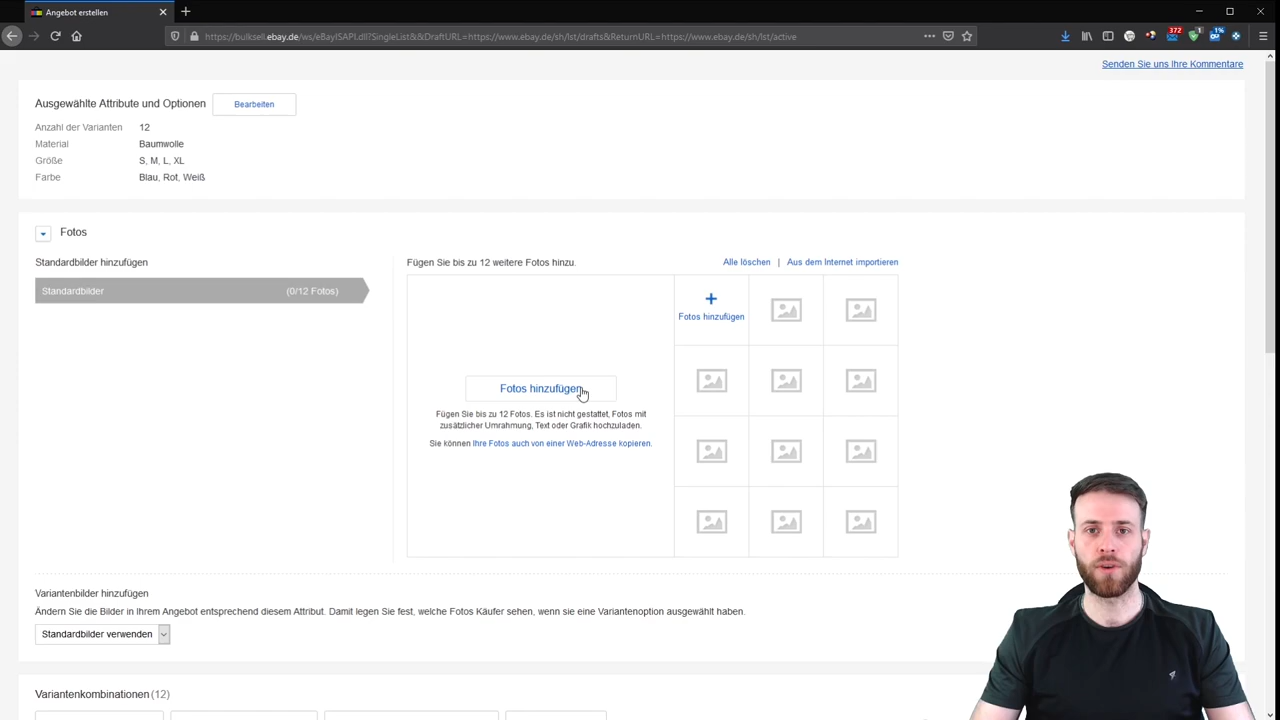 Angebot erstellen
https://bulksell.ebay.de/ws/eBayISAPI.dll?SingleList&&DraftURL=https://www.ebay.de/sh/lst/drafts&ReturnURL=https://www.ebay.de/sh/lst/active
372
1
1%
Senden Sie uns Ihre Kommentare
Ausgewählte Attribute und Optionen
Bearbeiten
Anzahl der Varianten 12
Material Baumwolle
Größe S, M, L, XL
Farbe Blau, Rot, Weiß
Fotos
Standardbilder hinzufügen
Standardbilder (0/12 Fotos)
Fügen Sie bis zu 12 weitere Fotos hinzu.
Alle löschen | Aus dem Internet importieren
Fotos hinzufügen
Fotos hinzufügen
Fügen Sie bis zu 12 Fotos. Es ist nicht gestattet, Fotos mit
zusätzlicher Umrahmung, Text oder Grafik hochzuladen.
Sie können Ihre Fotos auch von einer Web-Adresse kopieren.
Variantenbilder hinzufügen
Ändern Sie die Bilder in Ihrem Angebot entsprechend diesem Attribut. Damit legen Sie fest, welche Fotos Käufer sehen, wenn sie eine Variantenoption ausgewählt haben.
Standardbilder verwenden
Variantenkombinationen (12)